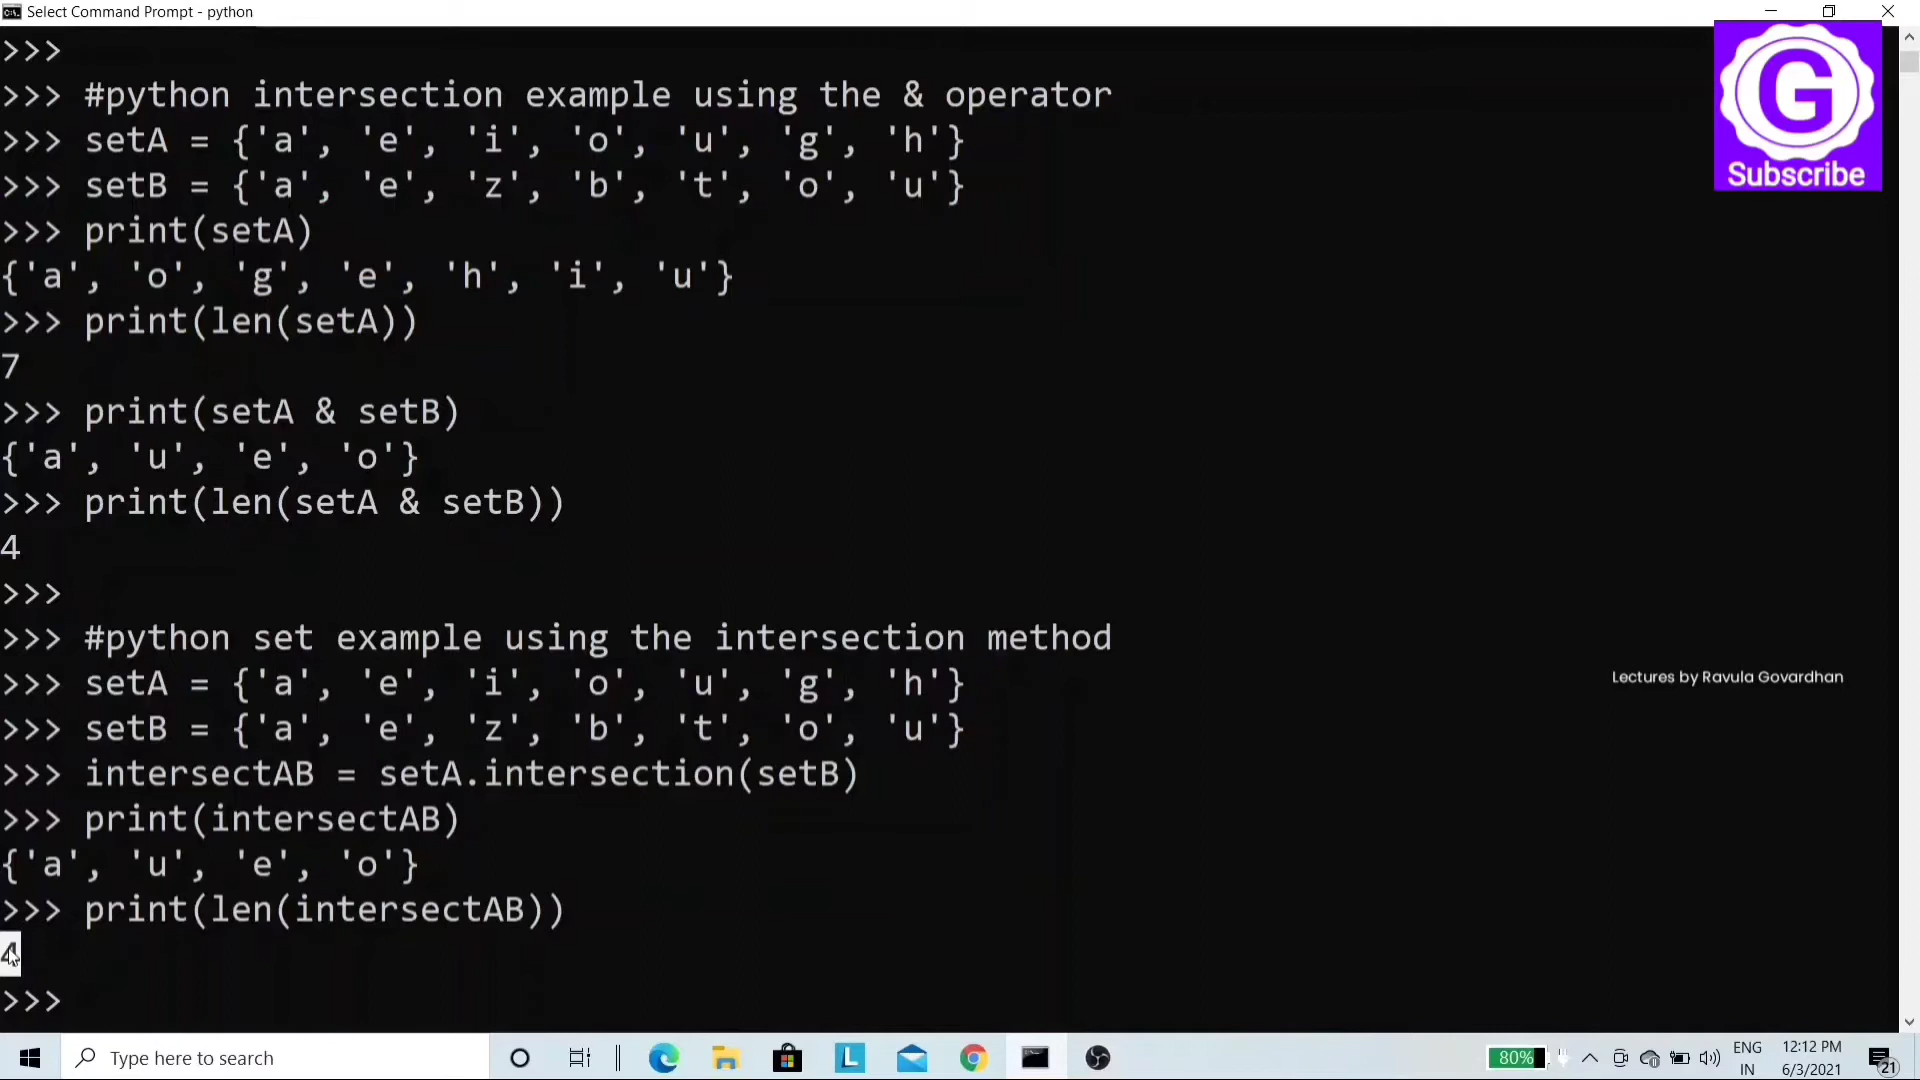 Select Command Prompt - python
>>>
>>> #python intersection example using the & operator
>>> setA = {'a', 'e', 'i', 'o', 'u', 'g', 'h'}
>>> setB = {'a', 'e', 'z', 'b', 't', 'o', 'u'}
>>> print(setA)
{'a', 'o', 'g', 'e', 'h', 'i', 'u'}
>>> print(len(setA))
7
>>> print(setA & setB)
{'a', 'u', 'e', 'o'}
>>> print(len(setA & setB))
4
>>>
>>> #python set example using the intersection method
>>> setA = {'a', 'e', 'i', 'o', 'u', 'g', 'h'}
>>> setB = {'a', 'e', 'z', 'b', 't', 'o', 'u'}
>>> intersectAB = setA.intersection(setB)
>>> print(intersectAB)
{'a', 'u', 'e', 'o'}
>>> print(len(intersectAB))
4
>>>
G
Subscribe
Lectures by Ravula Govardhan
Type here to search
L
80%
ENG
IN
12:12 PM
6/3/2021
21